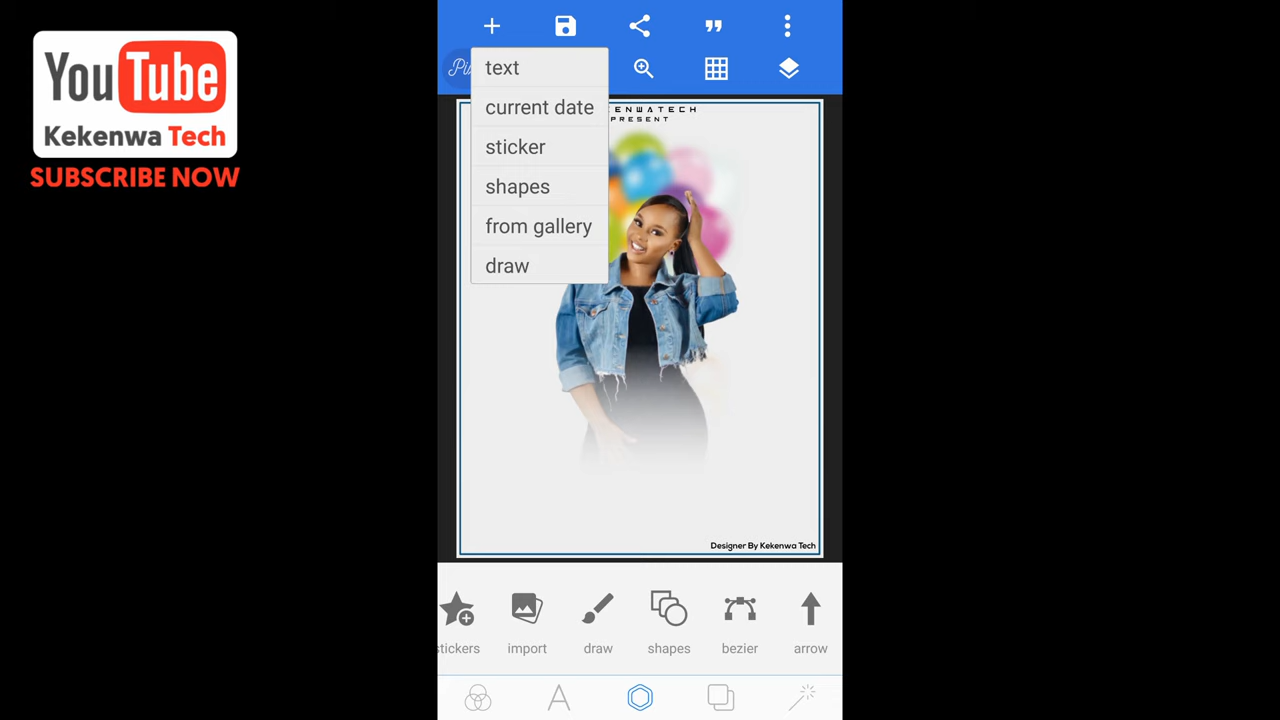 YouTube
Kekenwa Tech
SUBSCRIBE NOW
text
current date
sticker
shapes
from gallery
draw
PRESENT
Designer By Kekenwa Tech
stickers
import
draw
shapes
bezier
arrow